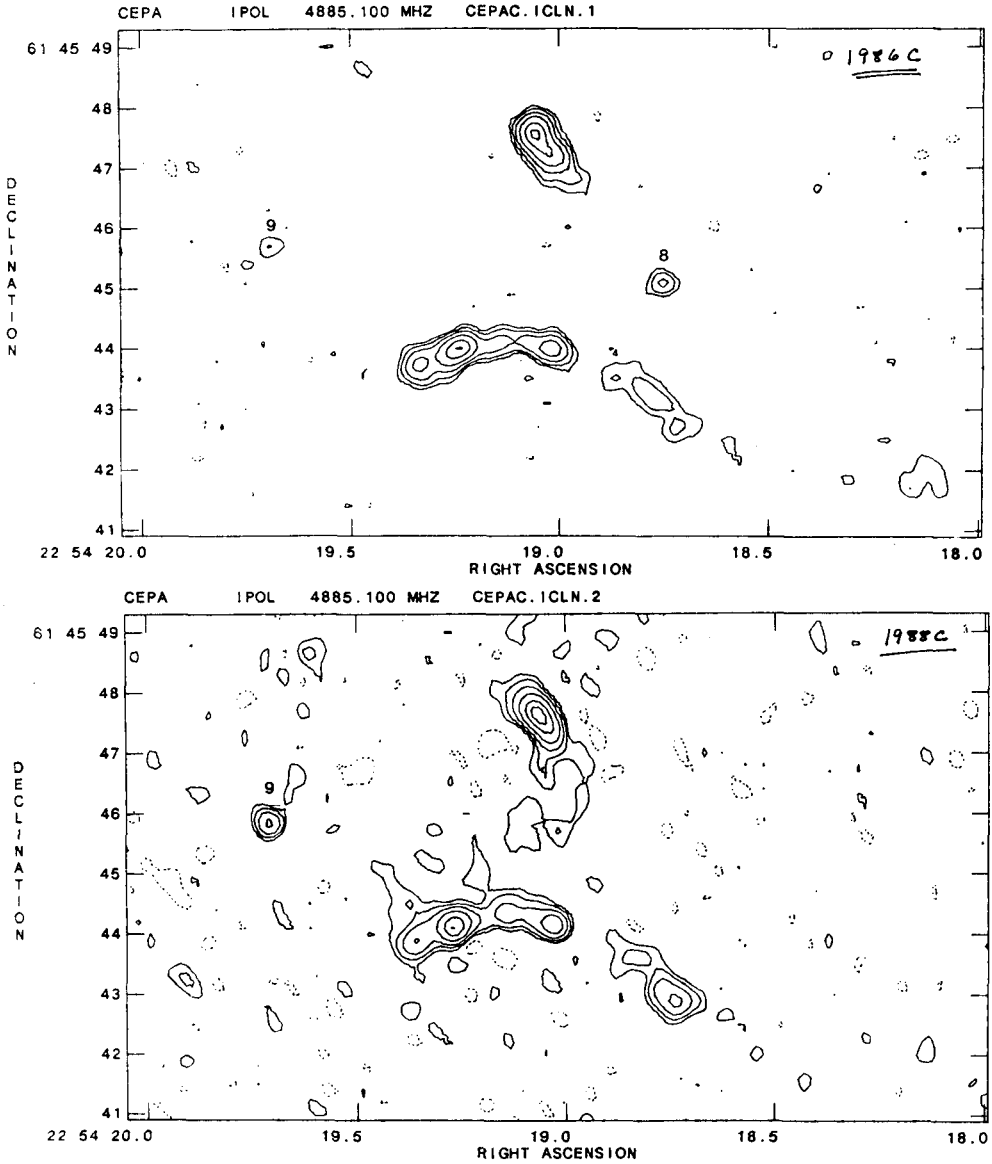 CEPA IPOL 4885.100 MHZ CEPAC.ICLN.1
1986C
61 45 49
48
47
46
45
44
43
42
41
DECLINATION
9
8
22 54 20.0 19.5 19.0 18.5 18.0
RIGHT ASCENSION
CEPA IPOL 4885.100 MHZ CEPAC.ICLN.2
1988C
61 45 49
48
47
46
45
44
43
42
41
DECLINATION
9
22 54 20.0 19.5 19.0 18.5 18.0
RIGHT ASCENSION